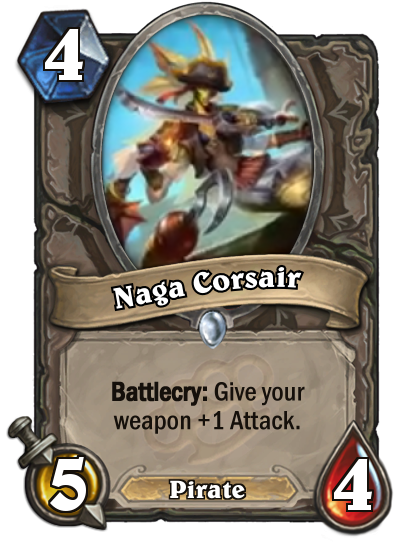 4
Naga Corsair
Battlecry: Give your
weapon +1 Attack.
5
Pirate
4